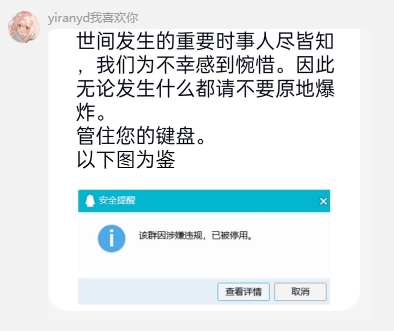 yiranyd我喜欢你
世间发生的重要时事人尽皆知
，我们为不幸感到惋惜。因此
无论发生什么都请不要原地爆
炸。
管住您的键盘。
以下图为鉴
安全提醒
该群因涉嫌违规，已被停用。
查看详情 取消